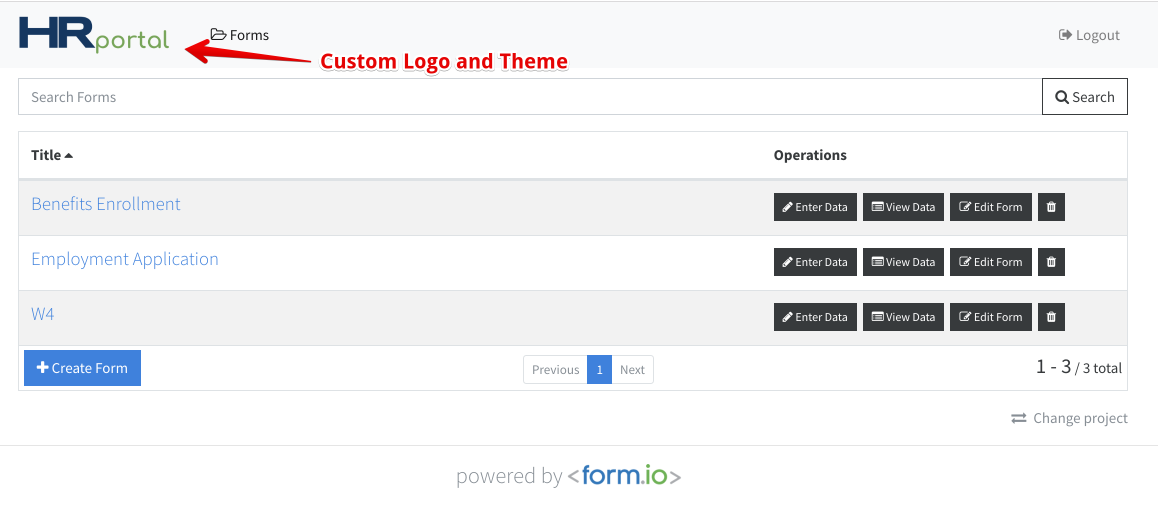 HRportal Forms Logout
Custom Logo and Theme
Search Forms Search
Title Operations
Benefits Enrollment Enter Data View Data Edit Form
Employment Application Enter Data View Data Edit Form
W4 Enter Data View Data Edit Form
Create Form Previous 1 Next 1 - 3 / 3 total
Change project
powered by <form.io>